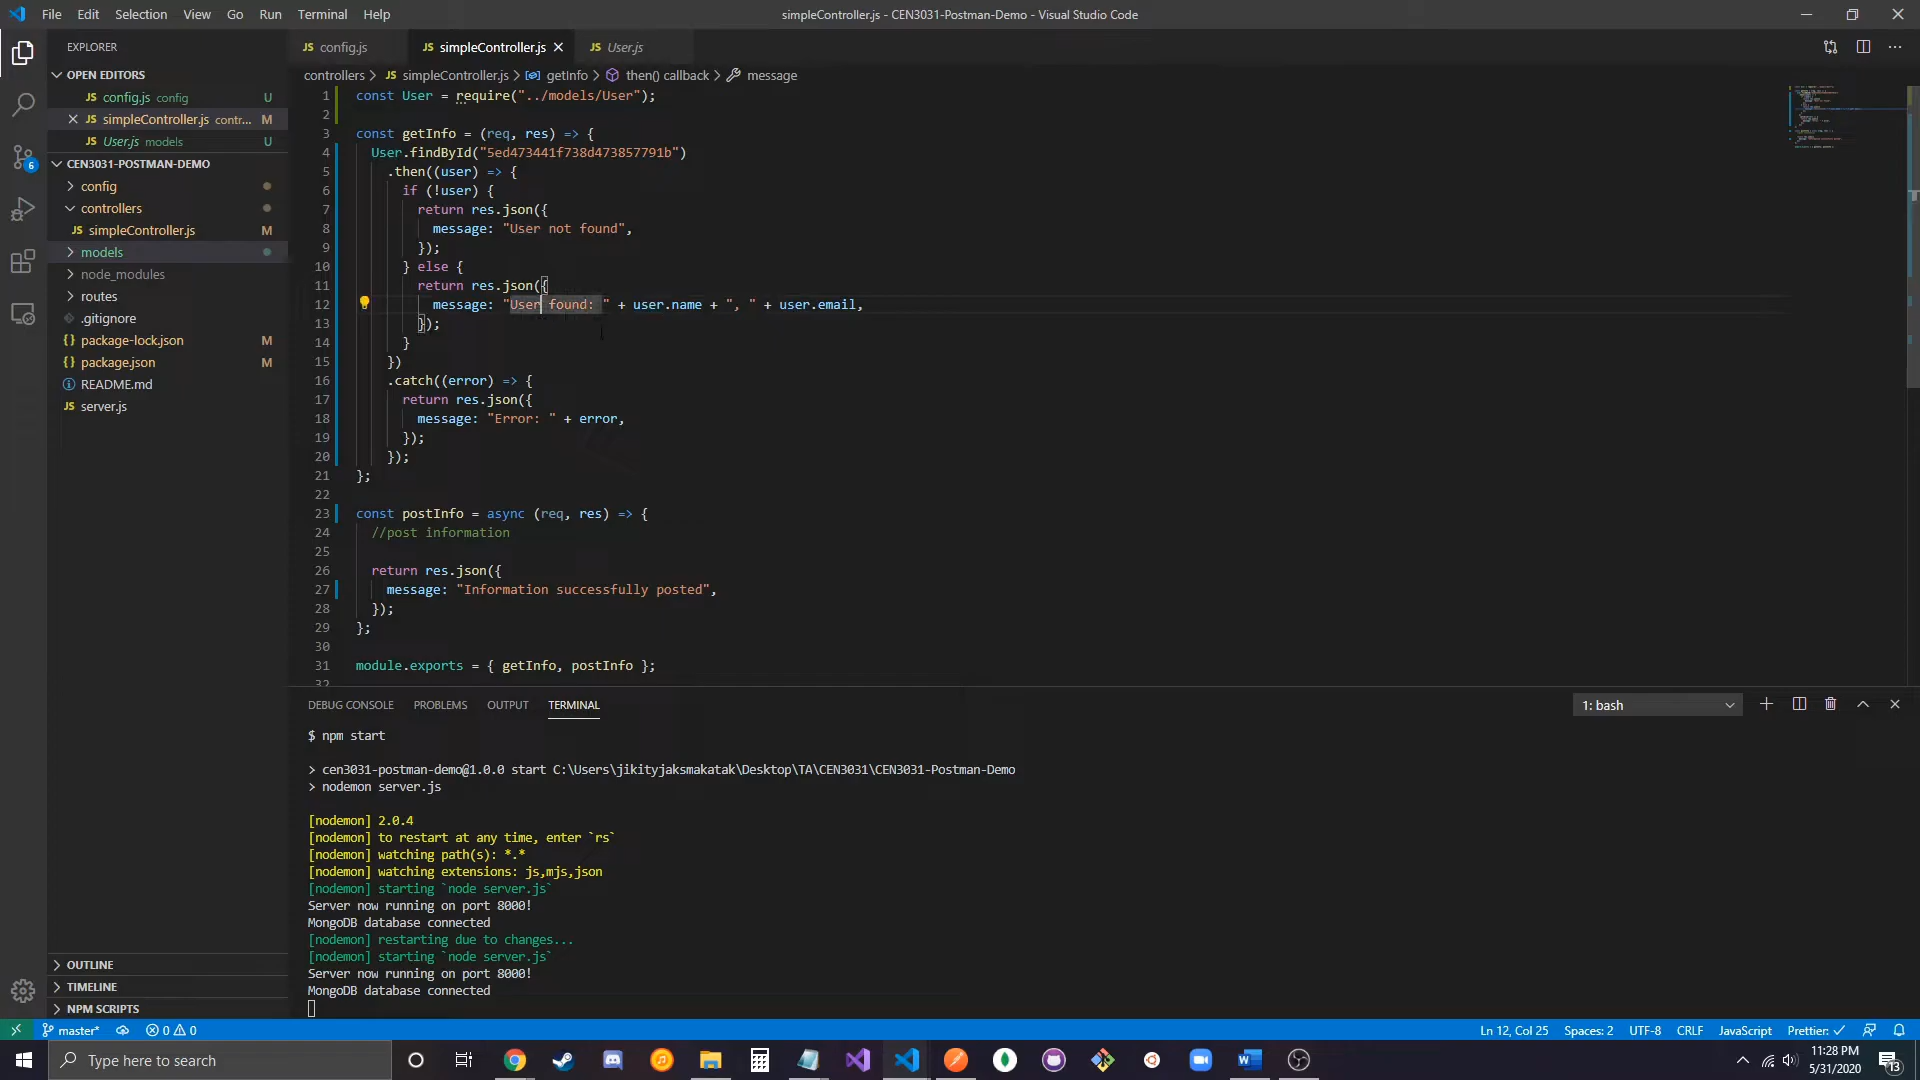 File Edit Selection View Go Run Terminal Help
simpleController.js - CEN3031-Postman-Demo - Visual Studio Code
EXPLORER
OPEN EDITORS
JS config.js config U
JS simpleController.js contr... M
JS User.js models U
CEN3031-POSTMAN-DEMO
config
controllers
JS simpleController.js M
models
node_modules
routes
.gitignore
{} package-lock.json M
{} package.json M
README.md
JS server.js
OUTLINE
TIMELINE
NPM SCRIPTS
JS config.js JS simpleController.js JS User.js
controllers > JS simpleController.js > getInfo > then() callback > message
1 const User = require("../models/User");
2
3 const getInfo = (req, res) => {
4 User.findById("5ed473441f738d473857791b")
5 .then((user) => {
6 if (!user) {
7 return res.json({
8 message: "User not found",
9 });
10 } else {
11 return res.json({
12 message: "User found: " + user.name + ", " + user.email,
13 });
14 }
15 })
16 .catch((error) => {
17 return res.json({
18 message: "Error: " + error,
19 });
20 });
21 };
22
23 const postInfo = async (req, res) => {
24 //post information
25
26 return res.json({
27 message: "Information successfully posted",
28 });
29 };
30
31 module.exports = { getInfo, postInfo };
32
DEBUG CONSOLE PROBLEMS OUTPUT TERMINAL
1: bash
$ npm start
> cen3031-postman-demo@1.0.0 start C:\Users\jikityjaksmakatak\Desktop\TA\CEN3031\CEN3031-Postman-Demo
> nodemon server.js
[nodemon] 2.0.4
[nodemon] to restart at any time, enter `rs`
[nodemon] watching path(s): *.*
[nodemon] watching extensions: js,mjs,json
[nodemon] starting `node server.js`
Server now running on port 8000!
MongoDB database connected
[nodemon] restarting due to changes...
[nodemon] starting `node server.js`
Server now running on port 8000!
MongoDB database connected
master* 0 0 Ln 12, Col 25 Spaces: 2 UTF-8 CRLF JavaScript Prettier: ✓
Type here to search
11:28 PM
5/31/2020
13
6